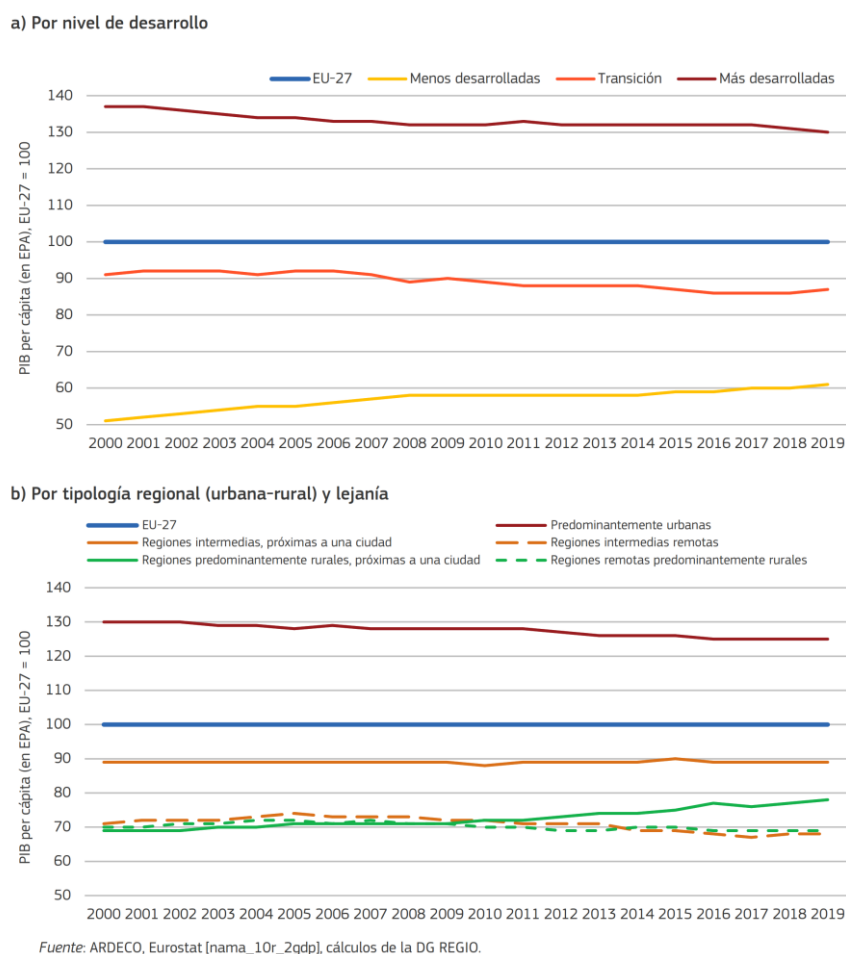 a) Por nivel de desarrollo
EU-27 Menos desarrolladas Transición Más desarrolladas
PIB per cápita (en EPA), EU-27 = 100
140
130
120
110
100
90
80
70
60
50
2000 2001 2002 2003 2004 2005 2006 2007 2008 2009 2010 2011 2012 2013 2014 2015 2016 2017 2018 2019
b) Por tipología regional (urbana-rural) y lejanía
EU-27 Predominantemente urbanas
Regiones intermedias, próximas a una ciudad Regiones intermedias remotas
Regiones predominantemente rurales, próximas a una ciudad Regiones remotas predominantemente rurales
PIB per cápita (en EPA), EU-27 = 100
140
130
120
110
100
90
80
70
60
50
2000 2001 2002 2003 2004 2005 2006 2007 2008 2009 2010 2011 2012 2013 2014 2015 2016 2017 2018 2019
Fuente: ARDECO, Eurostat [nama_10r_2gdp], cálculos de la DG REGIO.